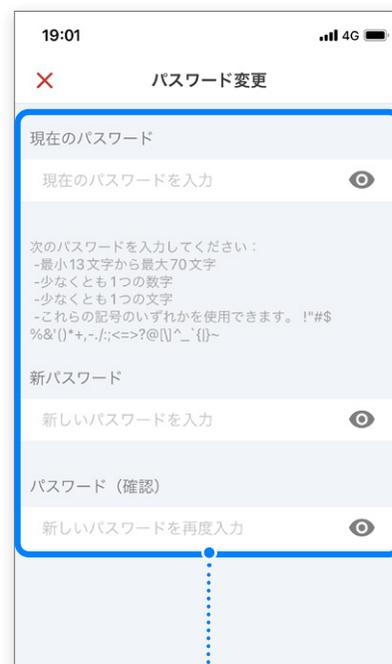 19:01
4G
パスワード変更
現在のパスワード
現在のパスワードを入力
次のパスワードを入力してください：
-最小13文字から最大70文字
-少なくとも1つの数字
-少なくとも1つの文字
-これらの記号のいずれかを使用できます。 !"#$
%&'()*+,-./:;<=>?@[\]^_`{|}~
新パスワード
新しいパスワードを入力
パスワード（確認）
新しいパスワードを再度入力